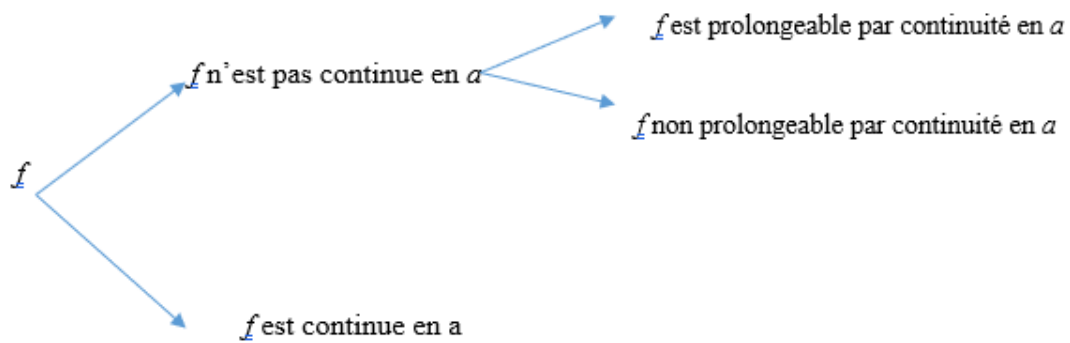 f est prolongeable par continuité en a
f n’est pas continue en a
f non prolongeable par continuité en a
f
f est continue en a